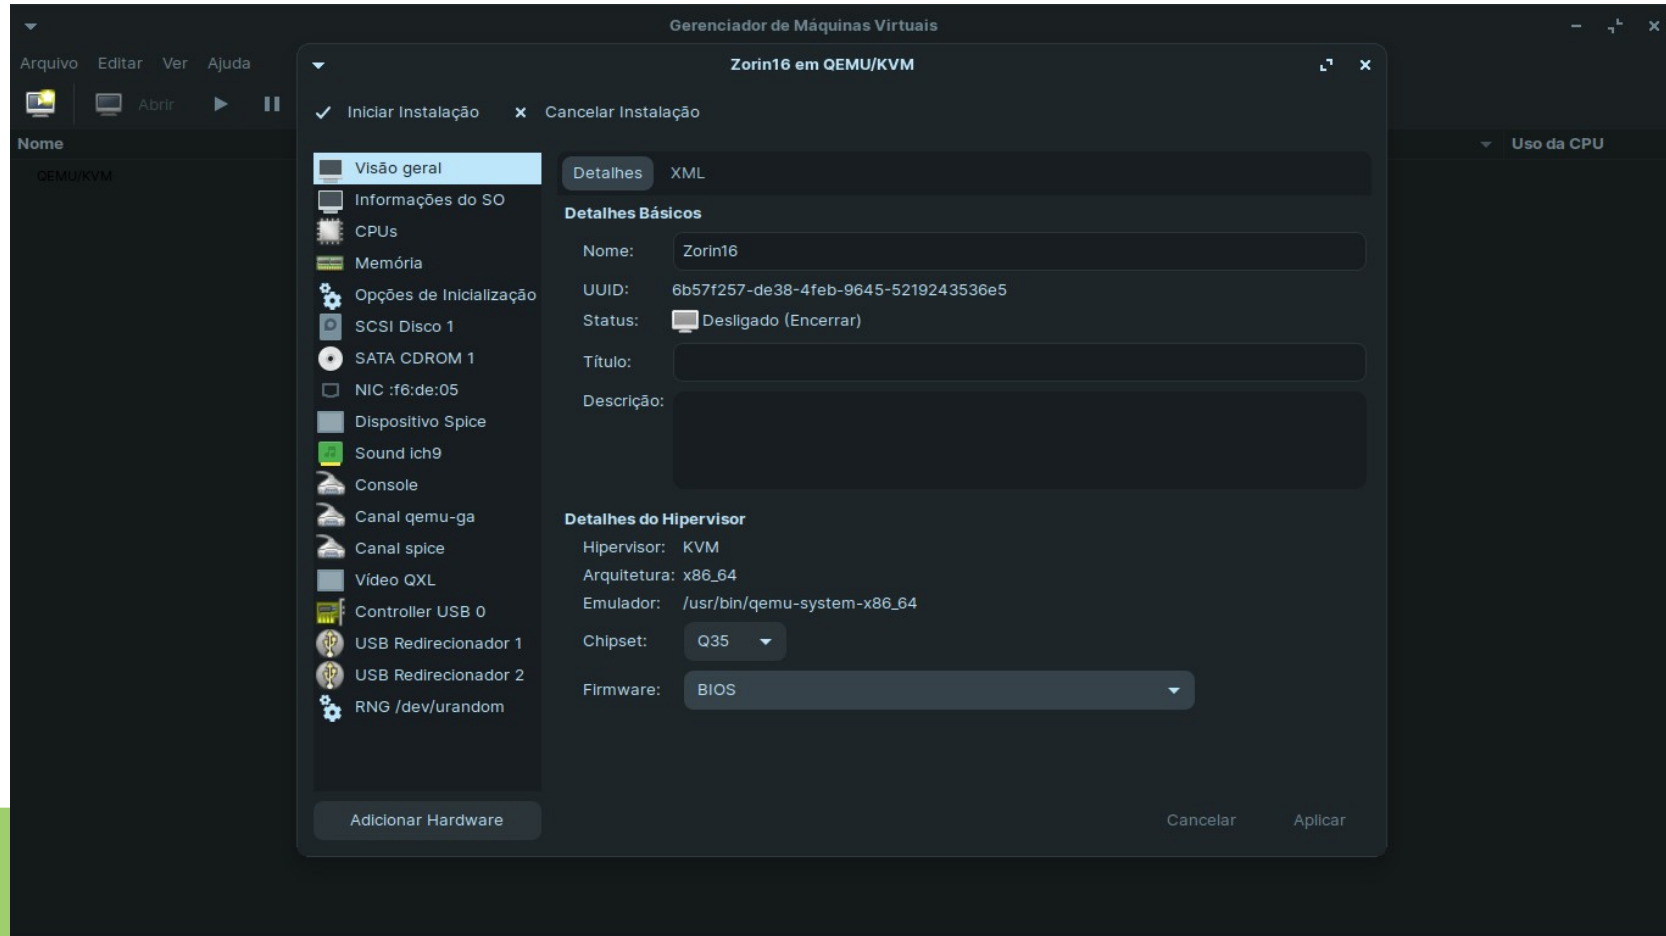 Gerenciador de Máquinas Virtuais
Arquivo Editar Ver Ajuda
Abrir
Nome
Uso da CPU
QEMU/KVM
Zorin16 em QEMU/KVM
Iniciar Instalação Cancelar Instalação
Visão geral
Informações do SO
CPUs
Memória
Opções de Inicialização
SCSI Disco 1
SATA CDROM 1
NIC :f6:de:05
Dispositivo Spice
Sound ich9
Console
Canal qemu-ga
Canal spice
Vídeo QXL
Controller USB 0
USB Redirecionador 1
USB Redirecionador 2
RNG /dev/urandom
Adicionar Hardware
Detalhes XML
Detalhes Básicos
Nome: Zorin16
UUID: 6b57f257-de38-4feb-9645-5219243536e5
Status: Desligado (Encerrar)
Título:
Descrição:
Detalhes do Hipervisor
Hipervisor: KVM
Arquitetura: x86_64
Emulador: /usr/bin/qemu-system-x86_64
Chipset: Q35
Firmware: BIOS
Cancelar Aplicar